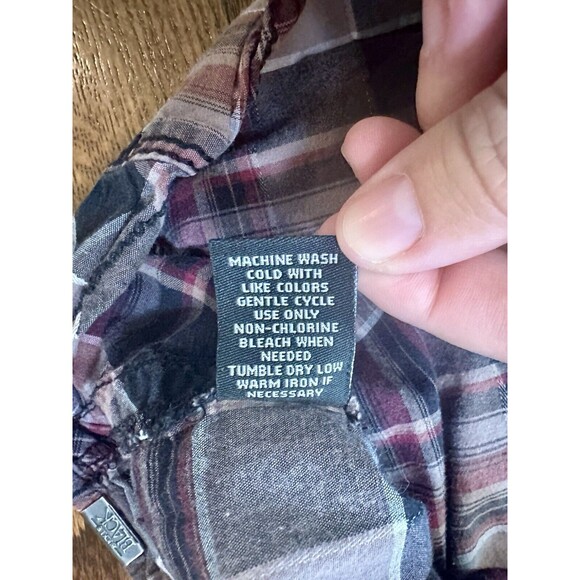 MACHINE WASH
COLD WITH
LIKE COLORS
GENTLE CYCLE
USE ONLY
NON-CHLORINE
BLEACH WHEN
NEEDED
TUMBLE DRY LOW
WARM IRON IF
NECESSARY
BLACK